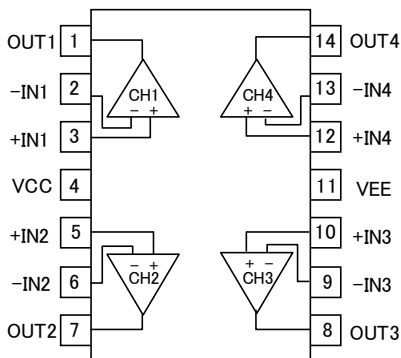 OUT1 1 14 OUT4
-IN1 2 CH1 CH4 13 -IN4
- + + -
+IN1 3 12 +IN4
VCC 4 11 VEE
+IN2 5 10 +IN3
- + + -
-IN2 6 CH2 CH3 9 -IN3
OUT2 7 8 OUT3